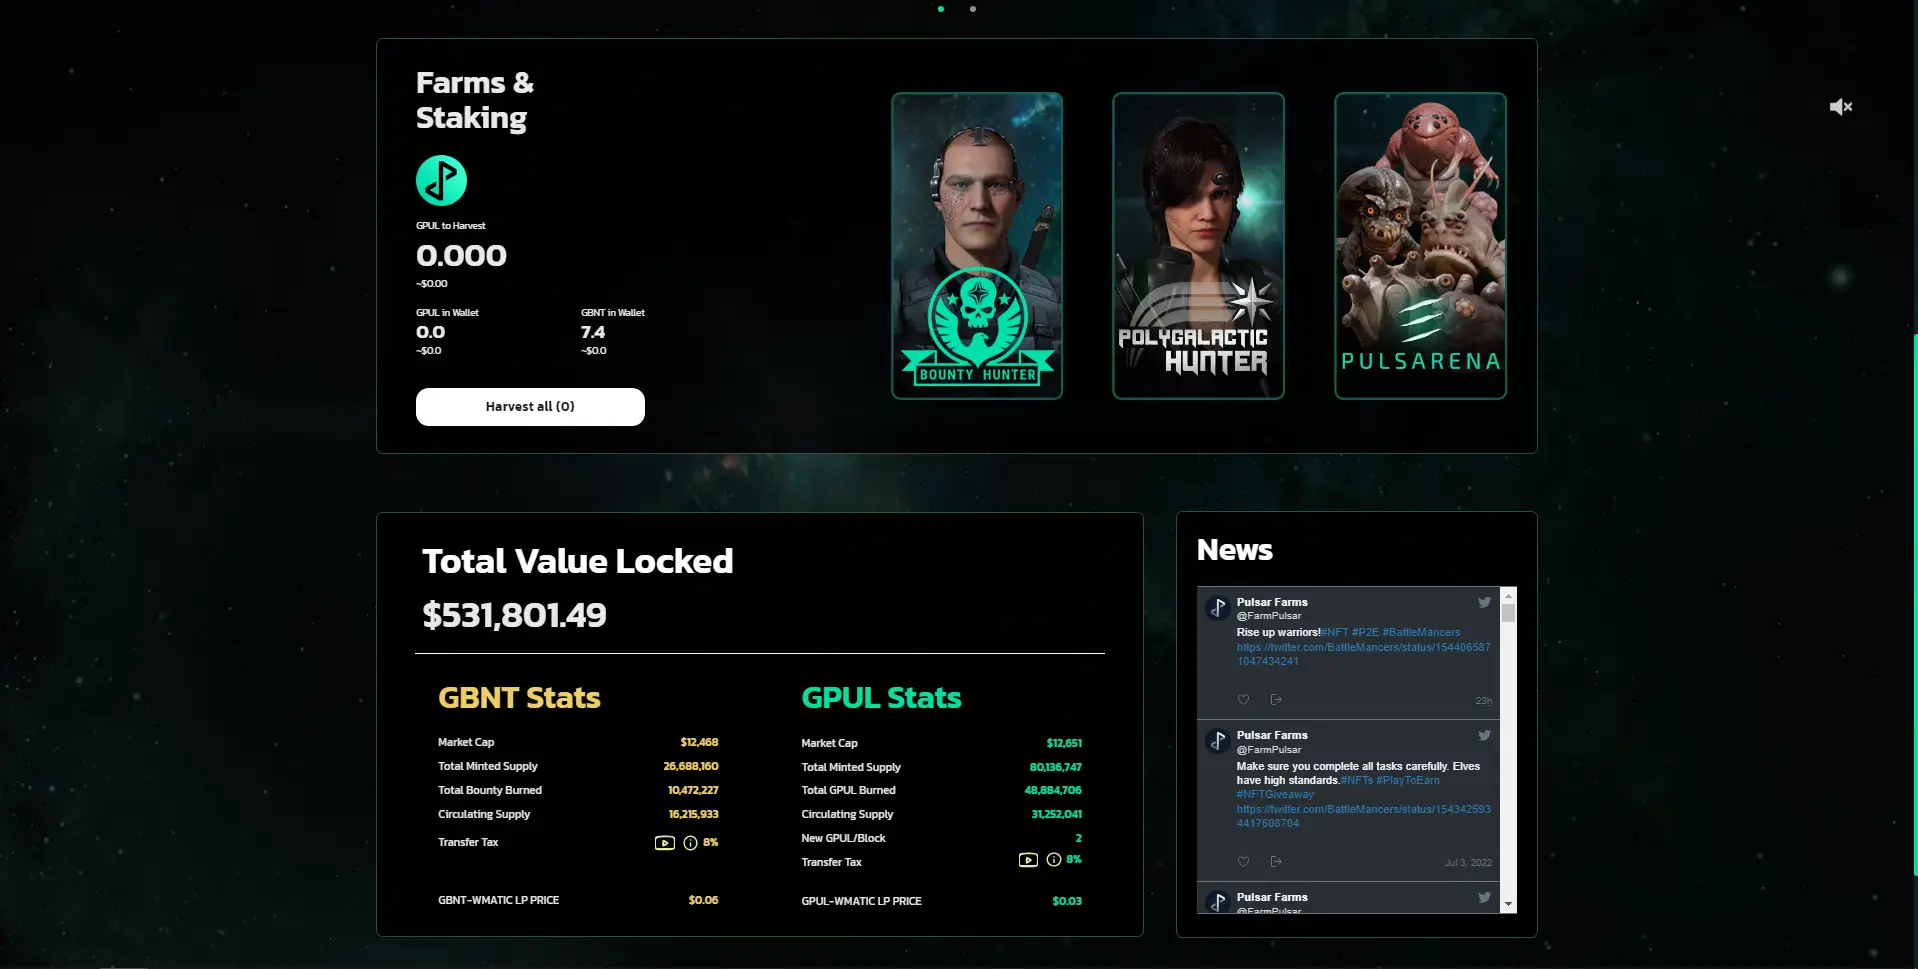 Farms &
Staking
GPUL to Harvest
0.000
~$0.00
GPUL in Wallet
GBNT in Wallet
0.0
7.4
~$0.0
~$0.0
Harvest all (0)
BOUNTY HUNTER
POLYGALACTIC
HUNTER
PULSARENA
Total Value Locked
$531,801.49
GBNT Stats
Market Cap $12,468
Total Minted Supply 26,688,160
Total Bounty Burned 10,472,227
Circulating Supply 16,215,933
Transfer Tax 8%
GBNT-WMATIC LP PRICE $0.06
GPUL Stats
Market Cap $12,651
Total Minted Supply 80,136,747
Total GPUL Burned 48,884,706
Circulating Supply 31,252,041
New GPUL/Block 2
Transfer Tax 8%
GPUL-WMATIC LP PRICE $0.03
News
Pulsar Farms
@FarmPulsar
Rise up warriors!#NFT #P2E #BattleMancers
https://twitter.com/BattleMancers/status/154406587
1047434241
23h
Pulsar Farms
@FarmPulsar
Make sure you complete all tasks carefully. Elves
have high standards.#NFTs #PlayToEarn
#NFTGiveaway
https://twitter.com/BattleMancers/status/154342593
4417608704
Jul 3, 2022
Pulsar Farms
@FarmPulsar